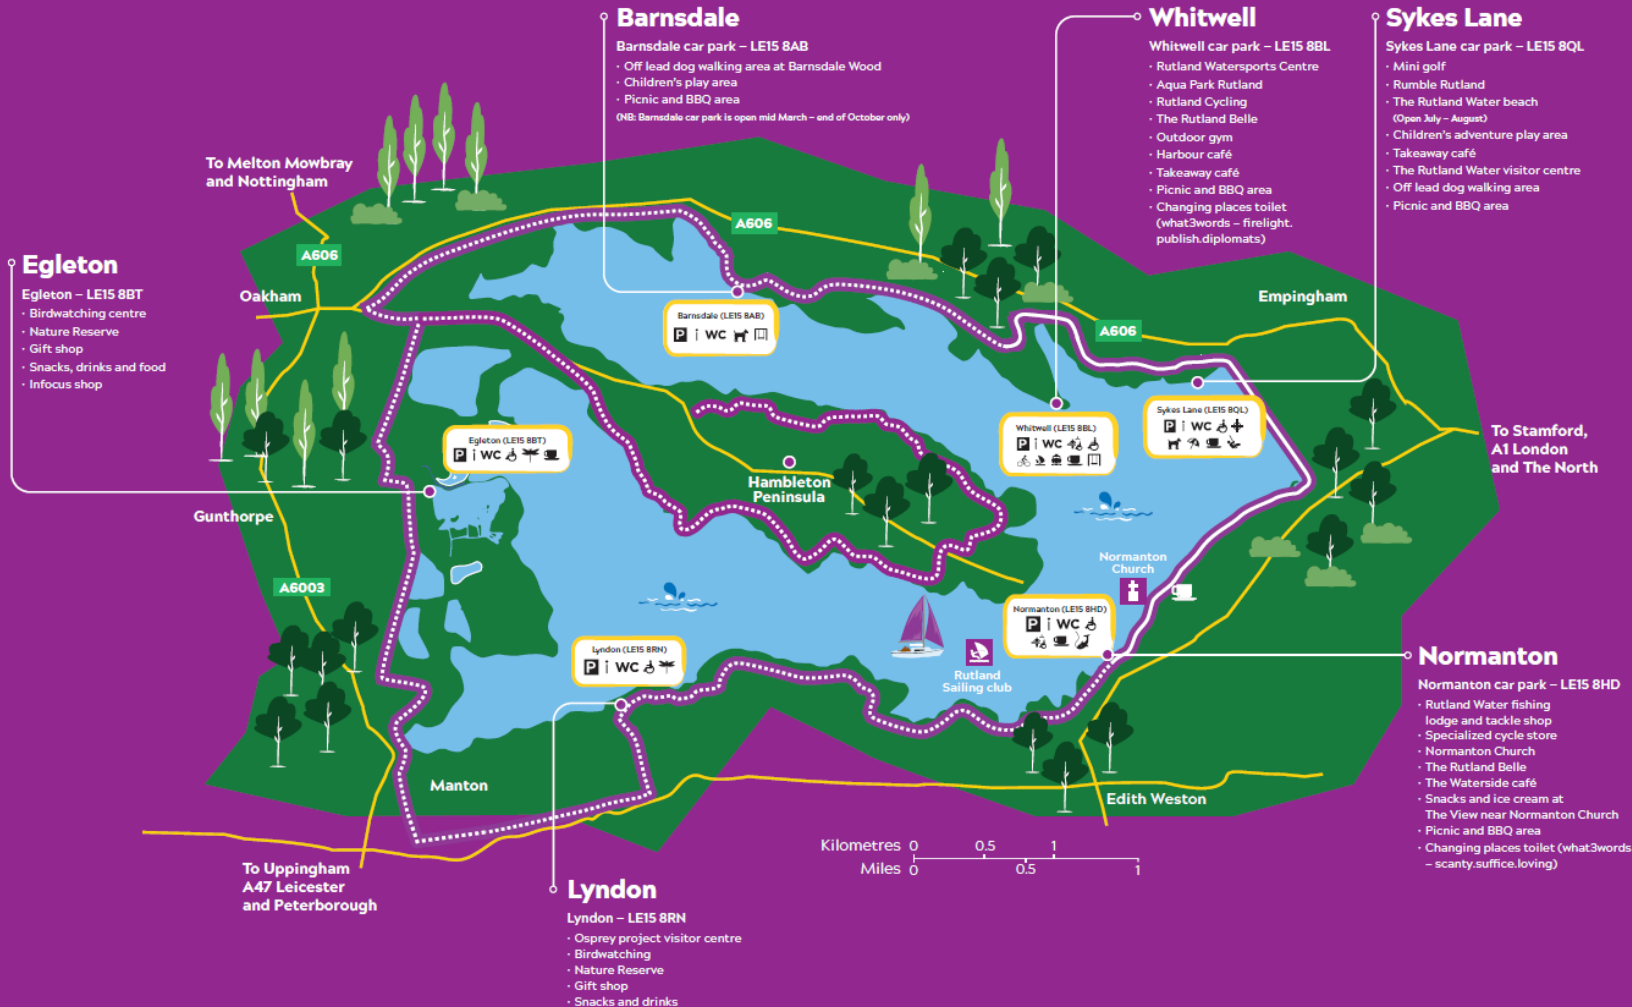 Barnsdale
Barnsdale car park – LE15 8AB
· Off lead dog walking area at Barnsdale Wood
· Children's play area
· Picnic and BBQ area
(NB: Barnsdale car park is open mid March – end of October only)
Whitwell
Whitwell car park – LE15 8BL
· Rutland Watersports Centre
· Aqua Park Rutland
· Rutland Cycling
· The Rutland Belle
· Outdoor gym
· Harbour café
· Takeaway café
· Picnic and BBQ area
· Changing places toilet
(what3words – firelight.
publish.diplomats)
Sykes Lane
Sykes Lane car park – LE15 8QL
· Mini golf
· Rumble Rutland
· The Rutland Water beach
(Open July – August)
· Children's adventure play area
· Takeaway café
· The Rutland Water visitor centre
· Off lead dog walking area
· Picnic and BBQ area
To Melton Mowbray
and Nottingham
A606
A606
A606
Egleton
Egleton – LE15 8BT
· Birdwatching centre
· Nature Reserve
· Gift shop
· Snacks, drinks and food
· Infocus shop
Oakham
Empingham
Barnsdale (LE15 8AB)
P i WC
Egleton (LE15 8BT)
P i WC
Whitwell (LE15 8BL)
P i WC
Sykes Lane (LE15 8QL)
P i WC
To Stamford,
A1 London
and The North
Hambleton
Peninsula
Gunthorpe
A6003
Normanton
Church
Normanton (LE15 8HD)
P i WC
Lyndon (LE15 8RN)
P i WC
Rutland
Sailing club
Normanton
Normanton car park – LE15 8HD
· Rutland Water fishing
lodge and tackle shop
· Specialized cycle store
· Normanton Church
· The Rutland Belle
· The Waterside café
· Snacks and ice cream at
The View near Normanton Church
· Picnic and BBQ area
· Changing places toilet (what3words
– scanty.suffice.loving)
Manton
Edith Weston
Kilometres 0 0.5 1
Miles 0 0.5 1
To Uppingham
A47 Leicester
and Peterborough
Lyndon
Lyndon – LE15 8RN
· Osprey project visitor centre
· Birdwatching
· Nature Reserve
· Gift shop
· Snacks and drinks